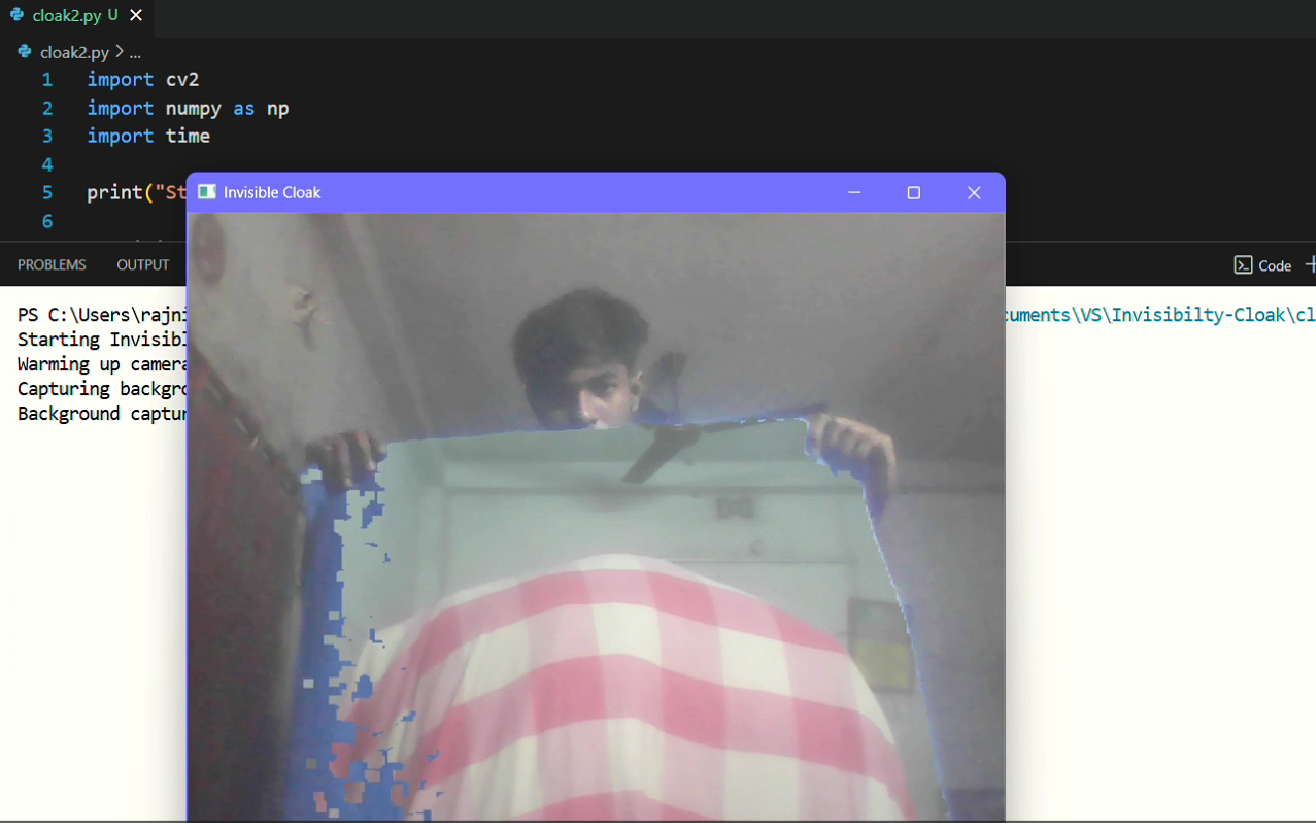 cloak2.py U
cloak2.py > ...
1 import cv2
2 import numpy as np
3 import time
4
5 print("St
6
Invisible Cloak
PROBLEMS OUTPUT
Code
PS C:\Users\rajni
cuments\VS\Invisibilty-Cloak\cl
Starting Invisibl
Warming up camera
Capturing backgro
Background captur